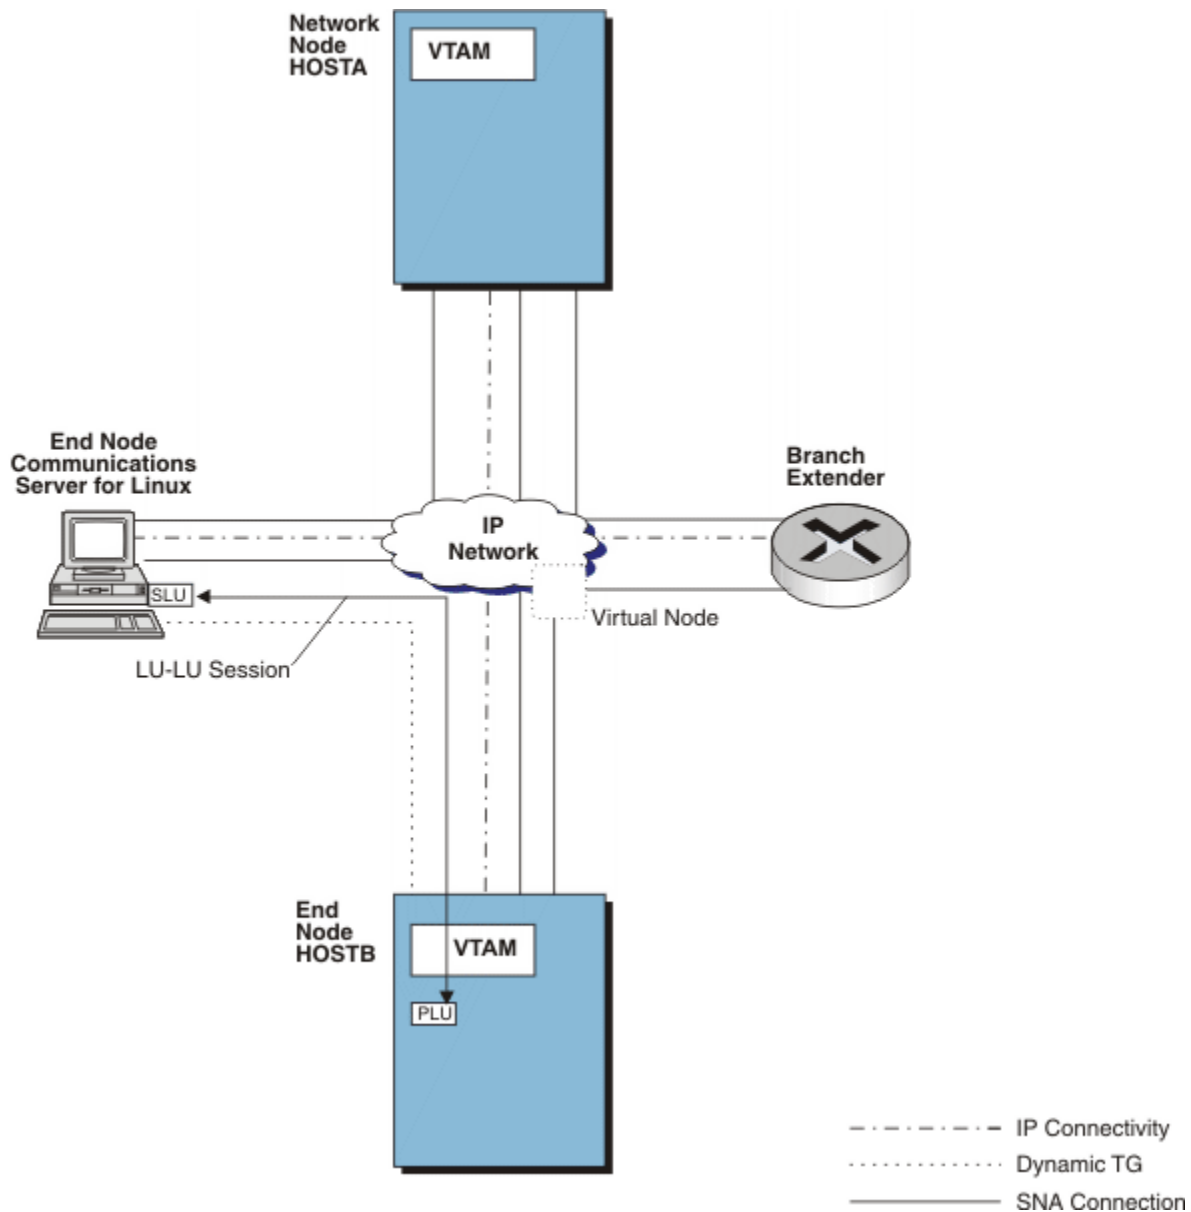 Network
Node
HOSTA
VTAM
End Node
Communications
Server for Linux
Branch
Extender
IP
Network
SLU
Virtual Node
LU-LU Session
End
Node
HOSTB
VTAM
PLU
IP Connectivity
Dynamic TG
SNA Connection